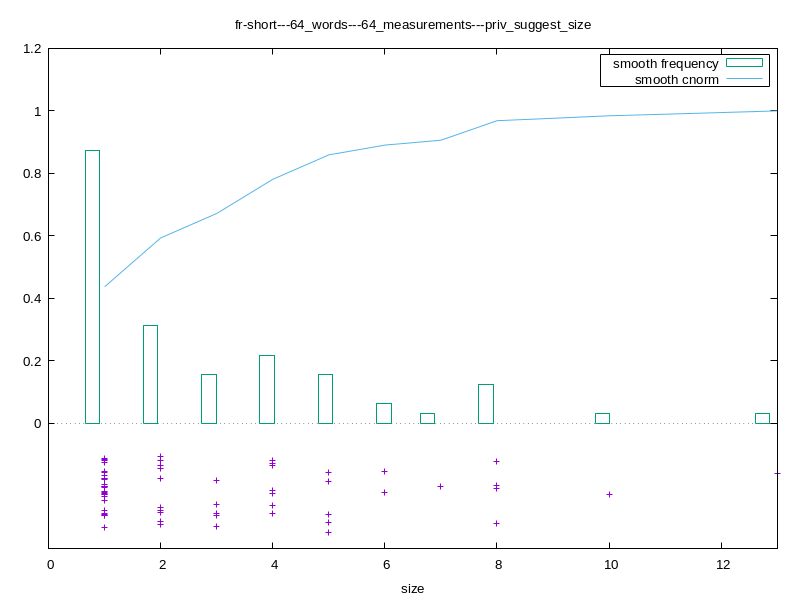 fr-short---64_words---64_measurements---priv_suggest_size
1.2
smooth frequency
smooth cnorm
1
0.8
0.6
0.4
0.2
0
0 2 4 6 8 10 12
size